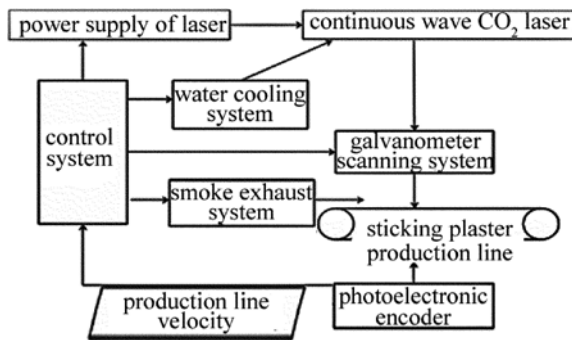 power supply of laser
continuous wave CO₂ laser
water cooling
system
control
system
galvanometer
scanning system
smoke exhaust
system
sticking plaster
production line
production line
velocity
photoelectronic
encoder